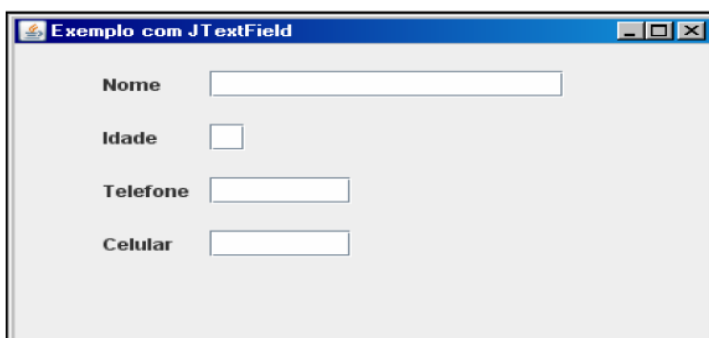 Exemplo com JTextField
Nome
Idade
Telefone
Celular